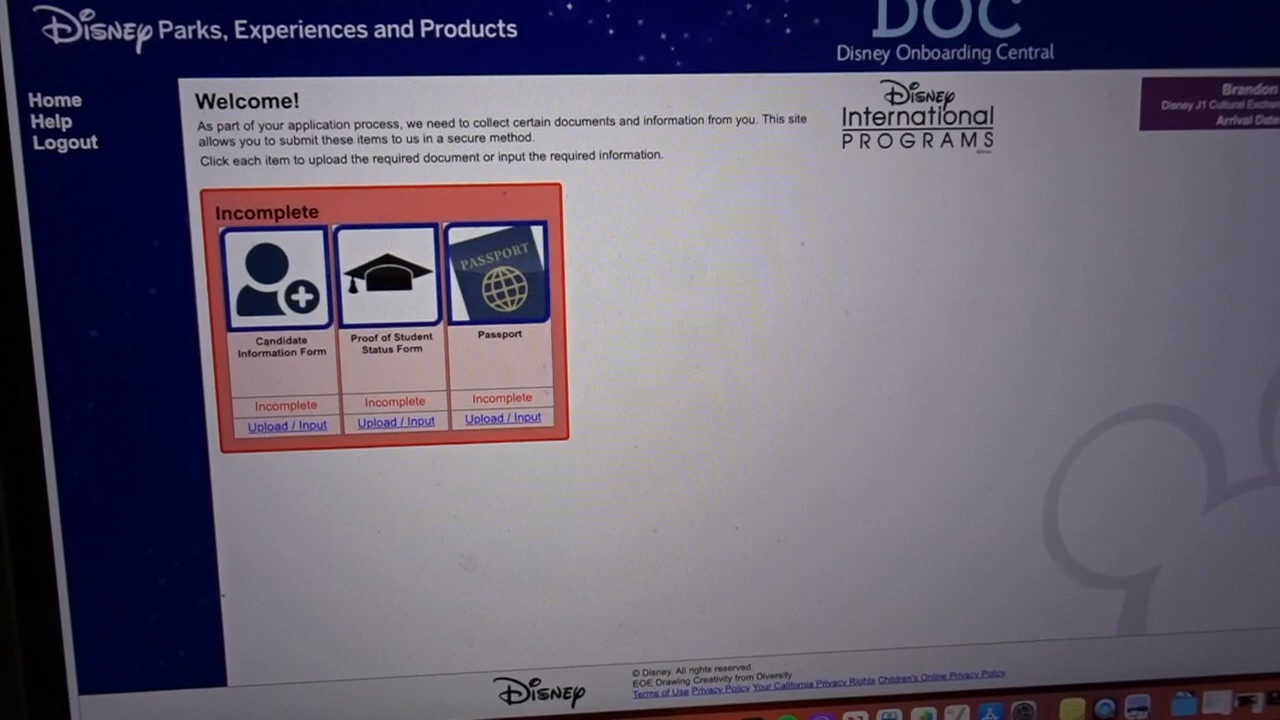 Disney Parks, Experiences and Products
DOC
Disney Onboarding Central
Home
Help
Logout
Welcome!
As part of your application process, we need to collect certain documents and information from you. This site
allows you to submit these items to us in a secure method.
Click each item to upload the required document or input the required information.
Disney
International
PROGRAMS
Brandon
Disney J1 Cultural
Arrival
Incomplete
PASSPORT
Candidate
Information Form
Proof of Student
Status Form
Passport
Incomplete
Incomplete
Incomplete
Upload / Input
Upload / Input
Upload / Input
Disney
© Disney. All rights reserved.
EOE Drawing Creativity from Diversity
Terms of Use Privacy Policy Your California Privacy Rights Children's Online Privacy Policy